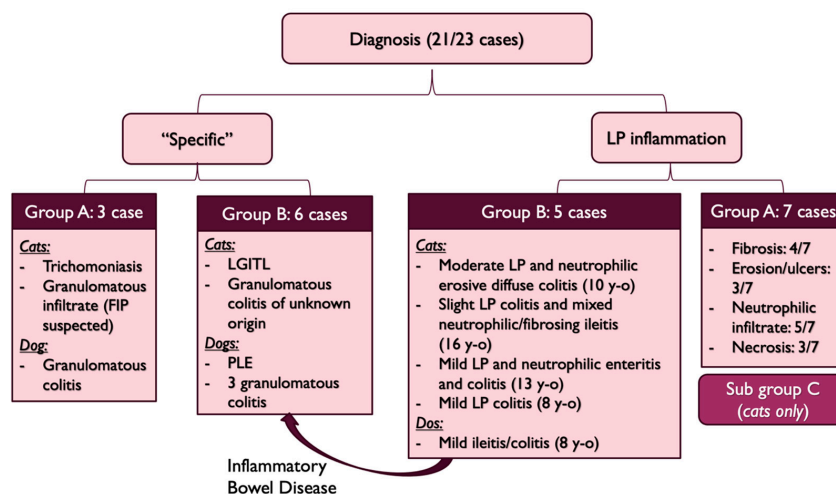 Diagnosis (21/23 cases)
“Specific”
LP inflammation
Group A: 3 case
Cats:
- Trichomoniasis
- Granulomatous
infiltrate (FIP
suspected)
Dog:
- Granulomatous
colitis
Group B: 6 cases
Cats:
- LGITL
- Granulomatous
colitis of unknown
origin
Dogs:
- PLE
- 3 granulomatous
colitis
Group B: 5 cases
Cats:
- Moderate LP and neutrophilic
erosive diffuse colitis (10 y-o)
- Slight LP colitis and mixed
neutrophilic/fibrosing ileitis
(16 y-o)
- Mild LP and neutrophilic enteritis
and colitis (13 y-o)
- Mild LP colitis (8 y-o)
Dos:
- Mild ileitis/colitis (8 y-o)
Group A: 7 cases
- Fibrosis: 4/7
- Erosion/ulcers:
3/7
- Neutrophilic
infiltrate: 5/7
- Necrosis: 3/7
Sub group C
(cats only)
Inflammatory
Bowel Disease